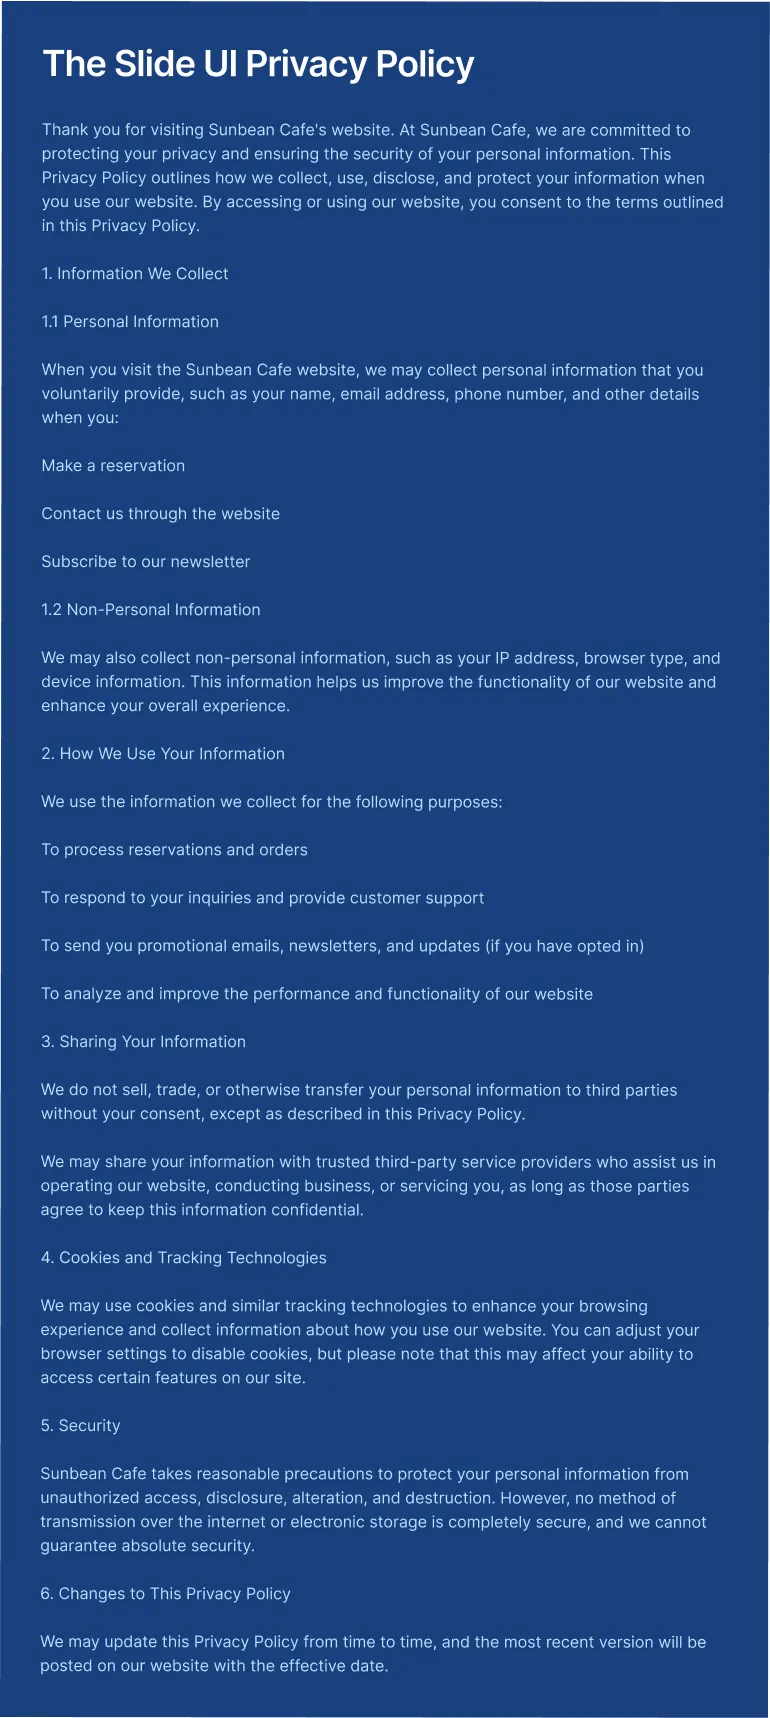 The Slide UI Privacy Policy
Thank you for visiting Sunbean Cafe's website. At Sunbean Cafe, we are committed to
protecting your privacy and ensuring the security of your personal information. This
Privacy Policy outlines how we collect, use, disclose, and protect your information when
you use our website. By accessing or using our website, you consent to the terms outlined
in this Privacy Policy.
1. Information We Collect
1.1 Personal Information
When you visit the Sunbean Cafe website, we may collect personal information that you
voluntarily provide, such as your name, email address, phone number, and other details
when you:
Make a reservation
Contact us through the website
Subscribe to our newsletter
1.2 Non-Personal Information
We may also collect non-personal information, such as your IP address, browser type, and
device information. This information helps us improve the functionality of our website and
enhance your overall experience.
2. How We Use Your Information
We use the information we collect for the following purposes:
To process reservations and orders
To respond to your inquiries and provide customer support
To send you promotional emails, newsletters, and updates (if you have opted in)
To analyze and improve the performance and functionality of our website
3. Sharing Your Information
We do not sell, trade, or otherwise transfer your personal information to third parties
without your consent, except as described in this Privacy Policy.
We may share your information with trusted third-party service providers who assist us in
operating our website, conducting business, or servicing you, as long as those parties
agree to keep this information confidential.
4. Cookies and Tracking Technologies
We may use cookies and similar tracking technologies to enhance your browsing
experience and collect information about how you use our website. You can adjust your
browser settings to disable cookies, but please note that this may affect your ability to
access certain features on our site.
5. Security
Sunbean Cafe takes reasonable precautions to protect your personal information from
unauthorized access, disclosure, alteration, and destruction. However, no method of
transmission over the internet or electronic storage is completely secure, and we cannot
guarantee absolute security.
6. Changes to This Privacy Policy
We may update this Privacy Policy from time to time, and the most recent version will be
posted on our website with the effective date.